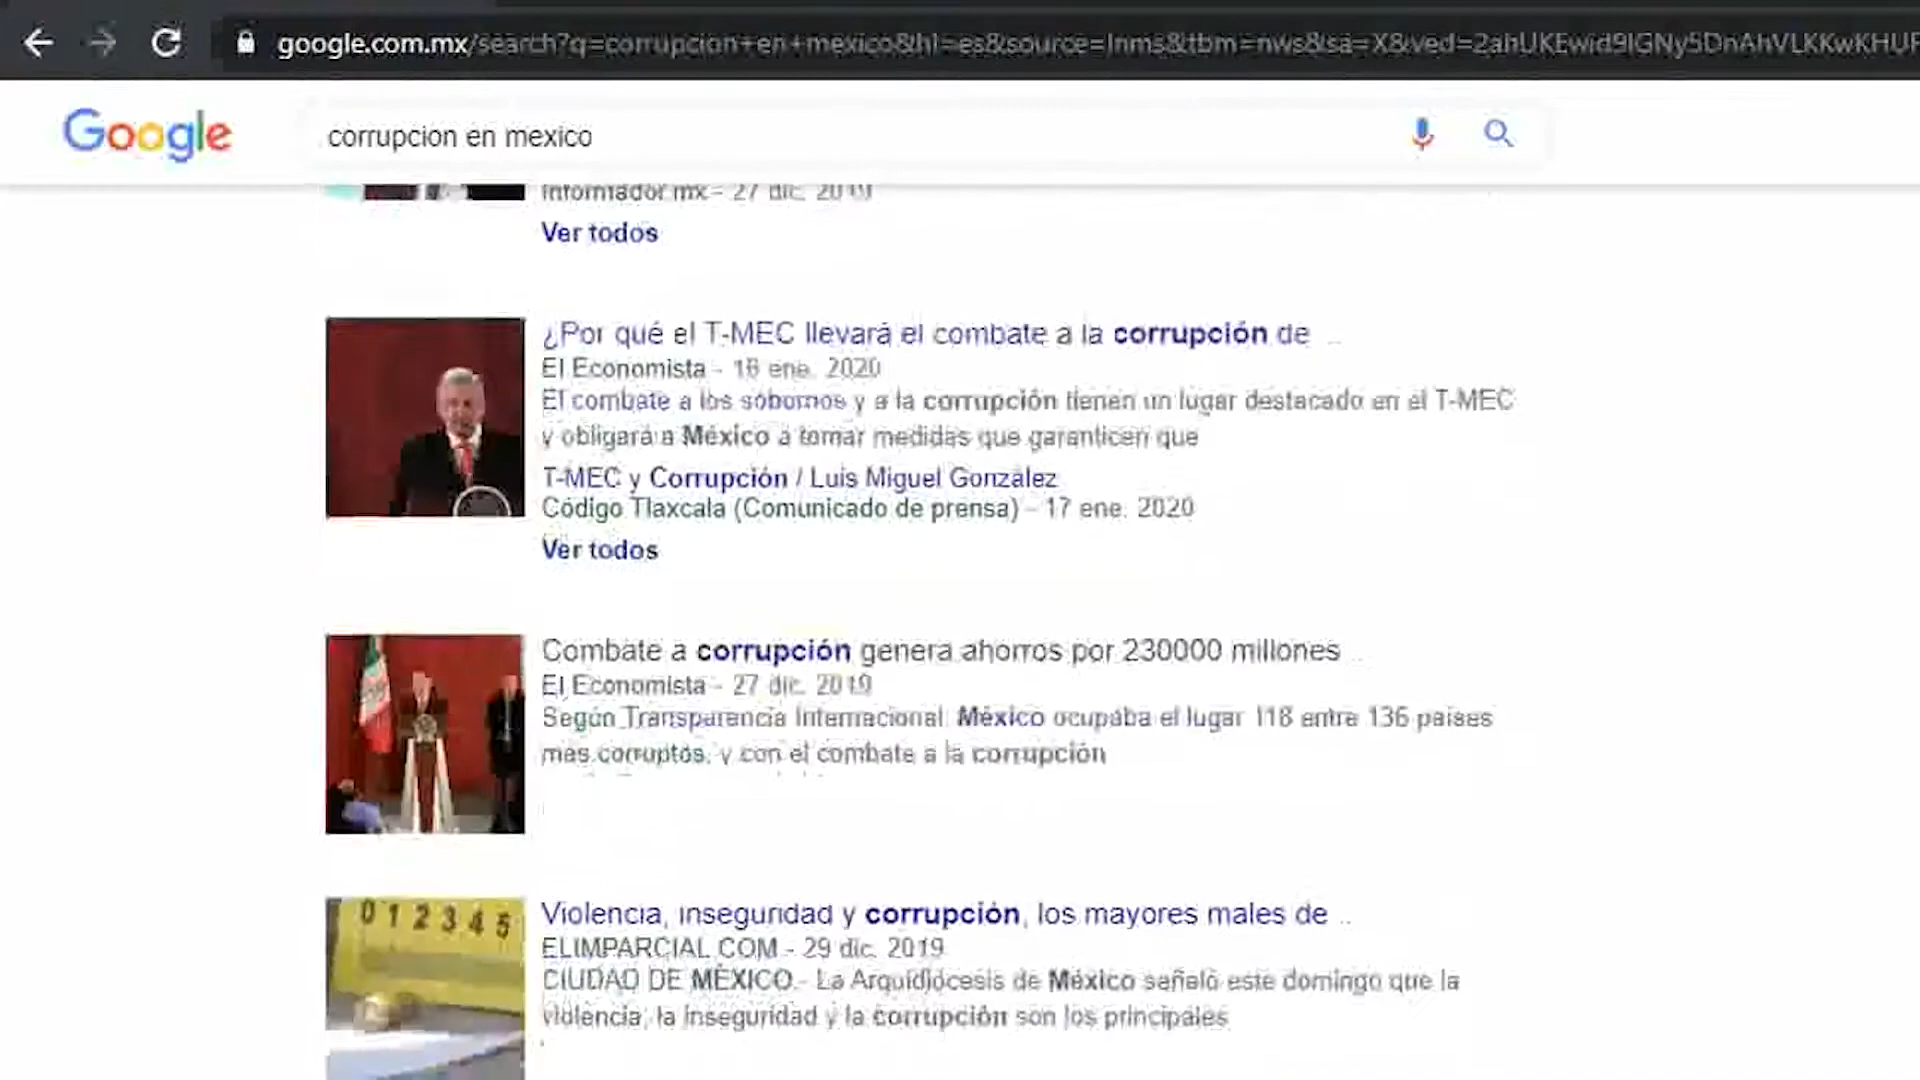 google.com.mx/search?q=corrupcion+en+mexico&hl=es&source=lnms&tbm=nws&sa=X&ved=
Google
corrupcion en mexico
Informador.mx - 27 dic. 2019
Ver todos
¿Por qué el T-MEC llevará el combate a la corrupción de ...
El Economista - 16 ene. 2020
El combate a los sobornos y a la corrupción tienen un lugar destacado en el T-MEC
y obligará a México a tomar medidas que garanticen que
T-MEC y Corrupción / Luis Miguel González
Código Tlaxcala (Comunicado de prensa) - 17 ene. 2020
Ver todos
Combate a corrupción genera ahorros por 230000 millones ...
El Economista - 27 dic. 2019
Según Transparencia Internacional México ocupaba el lugar 118 entre 136 países
mas corruptos, y con el combate a la corrupción
0 1 2 3 4 5
Violencia, inseguridad y corrupción, los mayores males de ...
ELIMPARCIAL.COM - 29 dic. 2019
CIUDAD DE MÉXICO.- La Arquidiócesis de México señaló este domingo que la
violencia, la inseguridad y la corrupción son los principales